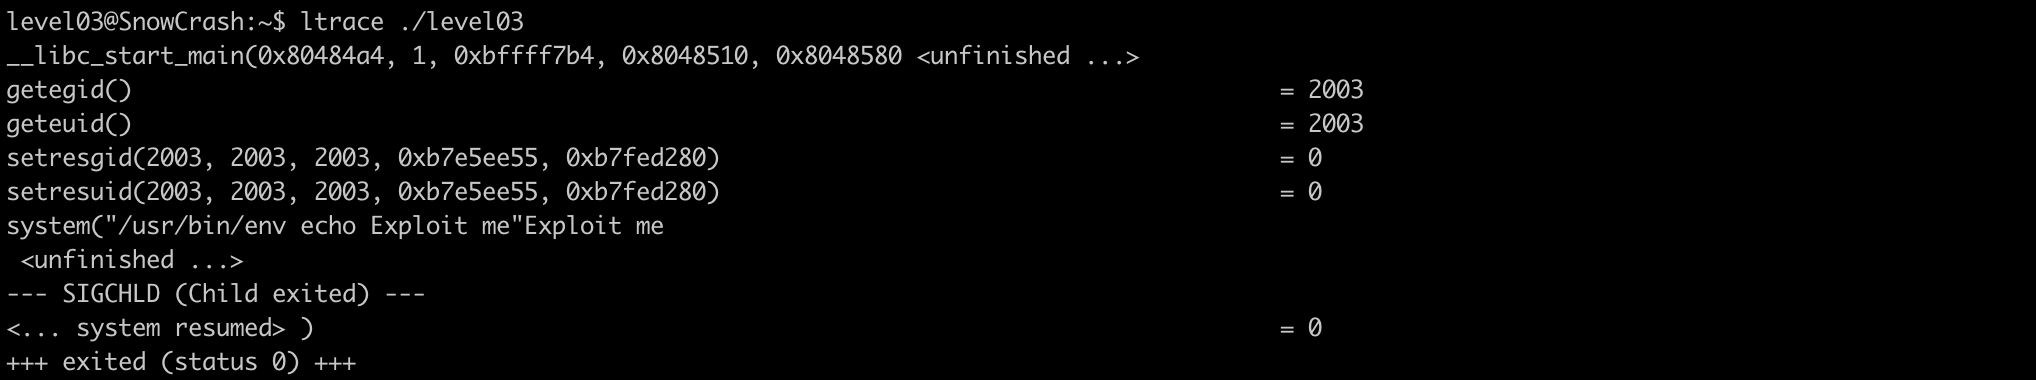 level03@SnowCrash:~$ ltrace ./level03
__libc_start_main(0x80484a4, 1, 0xbffff7b4, 0x8048510, 0x8048580 <unfinished ...>
getegid() = 2003
geteuid() = 2003
setresgid(2003, 2003, 2003, 0xb7e5ee55, 0xb7fed280) = 0
setresuid(2003, 2003, 2003, 0xb7e5ee55, 0xb7fed280) = 0
system("/usr/bin/env echo Exploit me"Exploit me
 <unfinished ...>
--- SIGCHLD (Child exited) ---
<... system resumed> ) = 0
+++ exited (status 0) +++